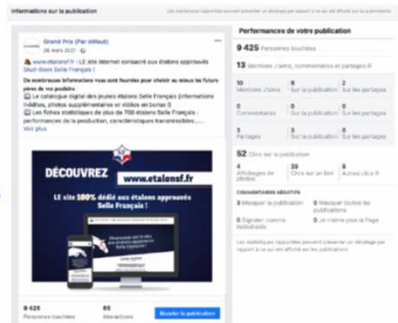 Informations sur la publication
Grand Prix (Par défaut)
26 mars 2021
www.etalonsf.fr : LE site internet consacré aux étalons approuvés
Stud-Book Selle Français !
De nombreuses informations vous sont fournies pour choisir au mieux les futurs
pères de vos poulains :
Le catalogue digital des jeunes étalons Selle Français (informations
inédites, photos supplémentaires et vidéos en bonus !)
Les fiches statistiques de plus de 700 étalons Selle Français :
performances de la production, caractéristiques transmissibles......
Voir plus
DÉCOUVREZ
www.etalonsf.fr
LE site 100% dédié aux étalons approuvés
Selle Français !
9 425
Personnes touchées
65
Interactions
Booster la publication
Performances de votre publication
9 425 Personnes touchées
13 Mentions J'aime, commentaires et partages
10
Mentions J'aime
8
Sur la publication
2
Sur les partages
0
Commentaires
0
Sur la publication
0
Sur les partages
3
Partages
3
Sur la publication
0
Sur les partages
52 Clics sur la publication
4
Affichages de
photos
39
Clics sur un lien
9
Autres clics
COMMENTAIRES NÉGATIFS
3 Masquer la publication
0 Masquer toutes les
publications
0 Signaler comme
indésirable
0 Je n'aime plus la Page
Les statistiques rapportées peuvent présenter un décalage par
rapport à ce qui est affiché sur les publications